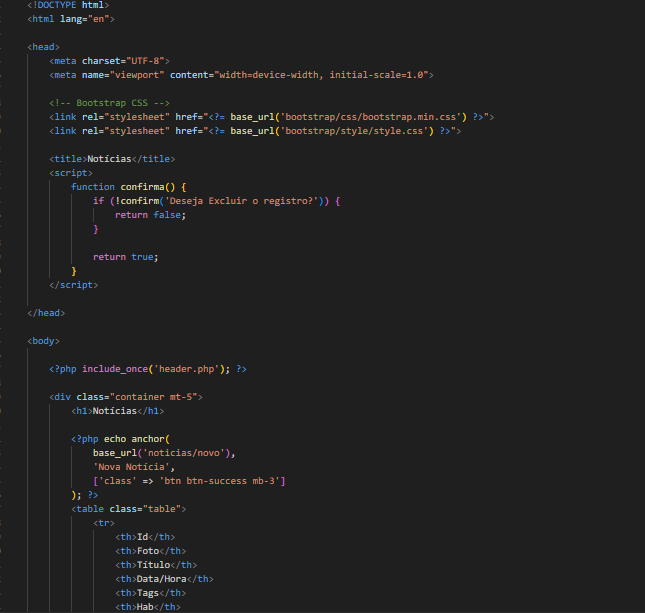 <!DOCTYPE html>
<html lang="en">
<head>
<meta charset="UTF-8">
<meta name="viewport" content="width=device-width, initial-scale=1.0">
<!-- Bootstrap CSS -->
<link rel="stylesheet" href="<?= base_url('bootstrap/css/bootstrap.min.css') ?>">
<link rel="stylesheet" href="<?= base_url('bootstrap/style/style.css') ?>">
<title>Notícias</title>
<script>
function confirma() {
if (!confirm('Deseja Excluir o registro?')) {
return false;
}
return true;
}
</script>
</head>
<body>
<?php include_once('header.php'); ?>
<div class="container mt-5">
<h1>Notícias</h1>
<?php echo anchor(
base_url('noticias/novo'),
'Nova Notícia',
['class' => 'btn btn-success mb-3']
); ?>
<table class="table">
<tr>
<th>Id</th>
<th>Foto</th>
<th>Título</th>
<th>Data/Hora</th>
<th>Tags</th>
<th>Hab</th>